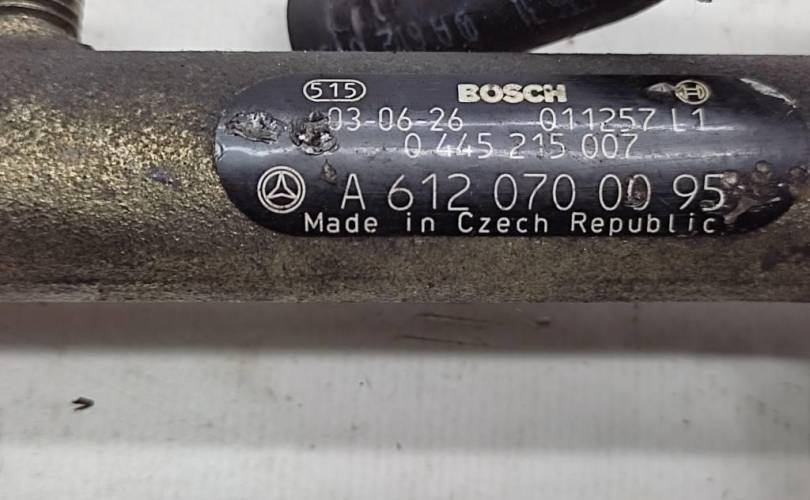 515 BOSCH
03-06-26 011257 L1
0 445 215 007
A 612 070 00 95
Made in Czech Republic